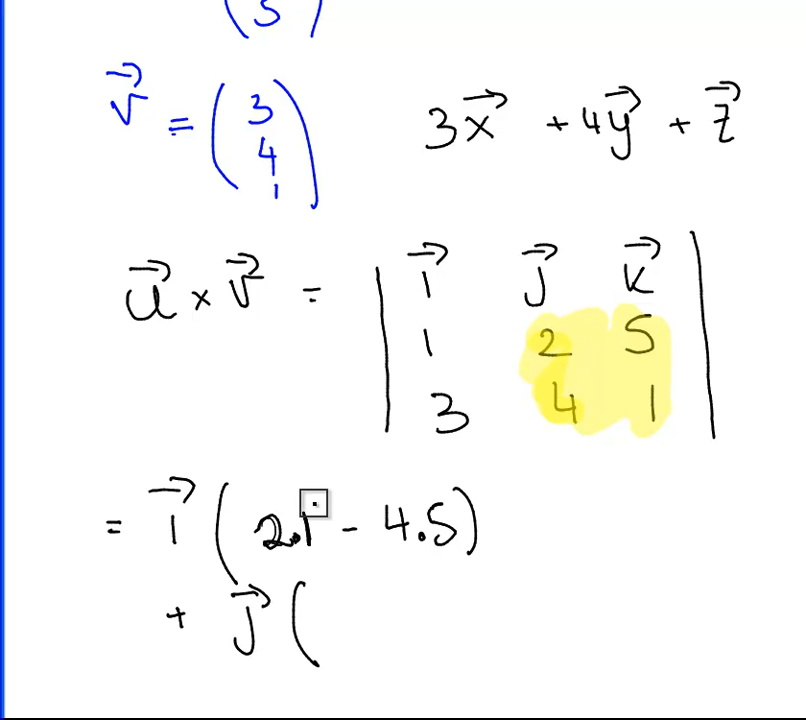 ( 5 )
v⃗ = ( 3 4 1 )    3x⃗ + 4y⃗ + z⃗
u⃗ × v⃗ = | i⃗ j⃗ k⃗ |
1 2 5
3 4 1
= i⃗ ( 2.1 - 4.5 )
+ j⃗ (